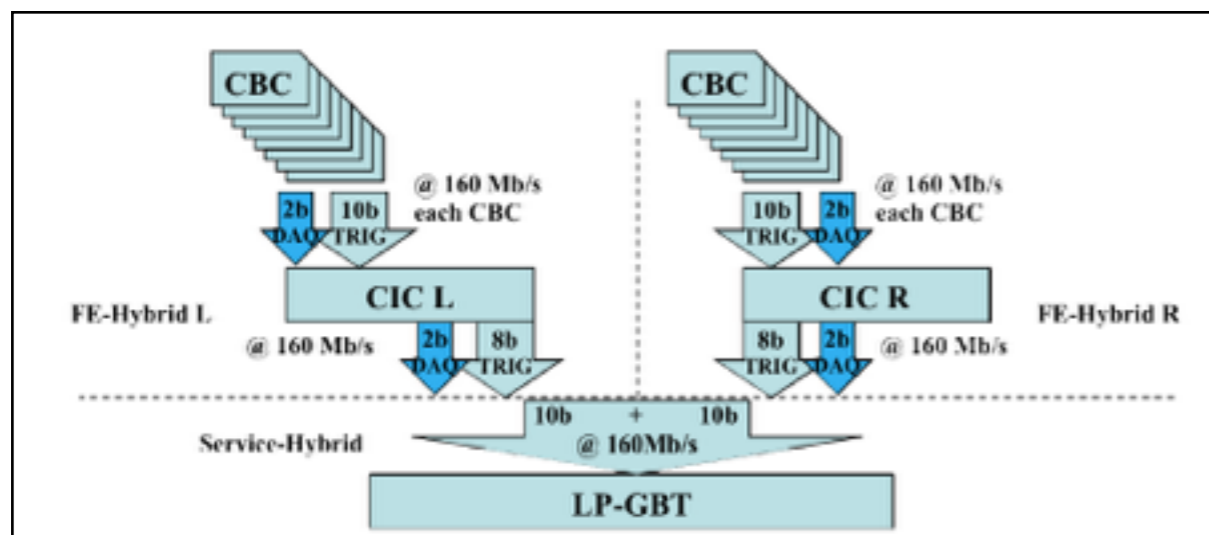 CBC
CBC
@ 160 Mb/s
each CBC
@ 160 Mb/s
each CBC
2b
DAQ
10b
TRIG
10b
TRIG
2b
DAQ
CIC L
CIC R
FE-Hybrid L
FE-Hybrid R
@ 160 Mb/s
2b
DAQ
8b
TRIG
8b
TRIG
2b
DAQ
@ 160 Mb/s
10b + 10b
@ 160Mb/s
Service-Hybrid
LP-GBT